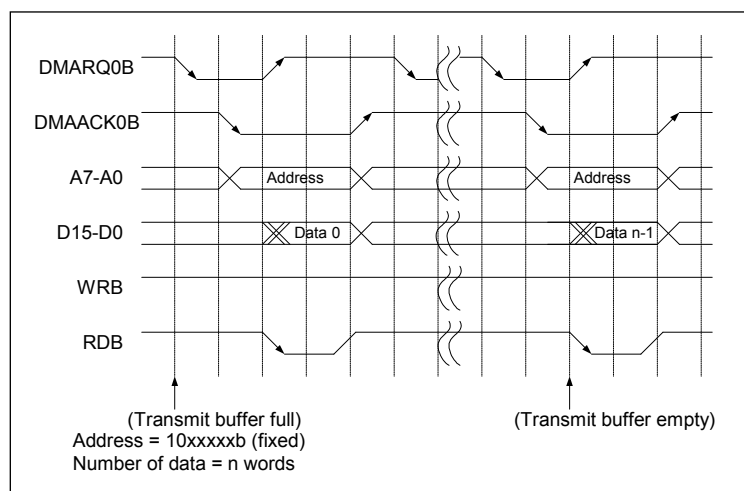 DMARQ0B
DMAACK0B
A7-A0 Address Address
D15-D0 Data 0 Data n-1
WRB
RDB
(Transmit buffer full) (Transmit buffer empty)
Address = 10xxxxxb (fixed)
Number of data = n words